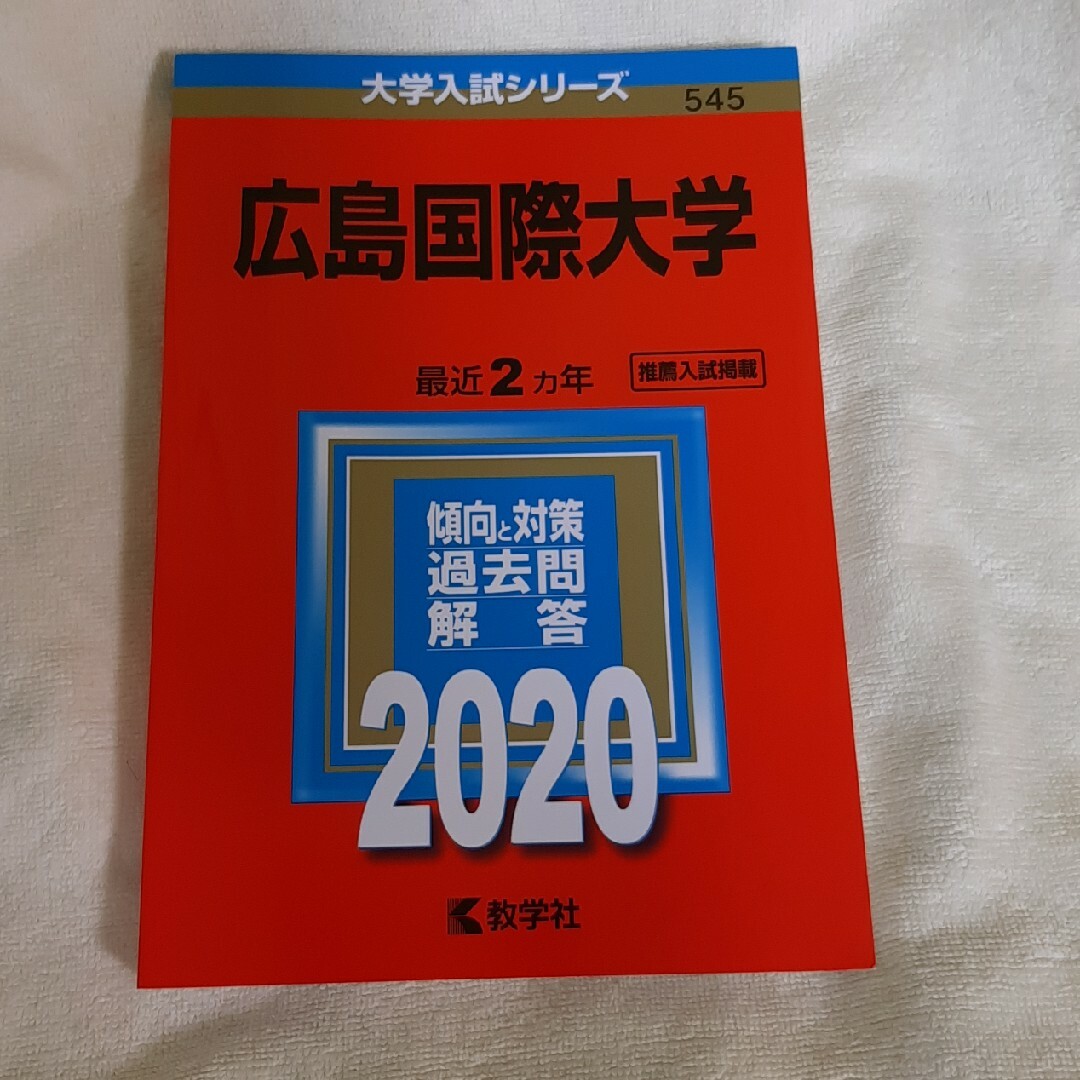 大学入試シリーズ
545
広島国際大学
最近2カ年
推薦入試掲載
傾向と対策
過去問
解答
2020
教学社